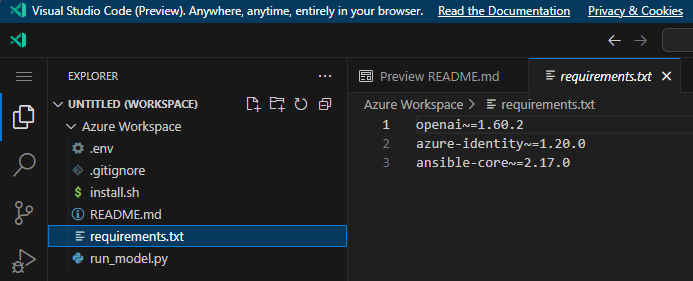 Visual Studio Code (Preview). Anywhere, anytime, entirely in your browser. Read the Documentation Privacy & Cookies
EXPLORER
Preview README.md
requirements.txt
UNTITLED (WORKSPACE)
Azure Workspace > requirements.txt
Azure Workspace
1 openai~=1.60.2
.env
2 azure-identity~=1.20.0
.gitignore
3 ansible-core~=2.17.0
$ install.sh
README.md
requirements.txt
run_model.py